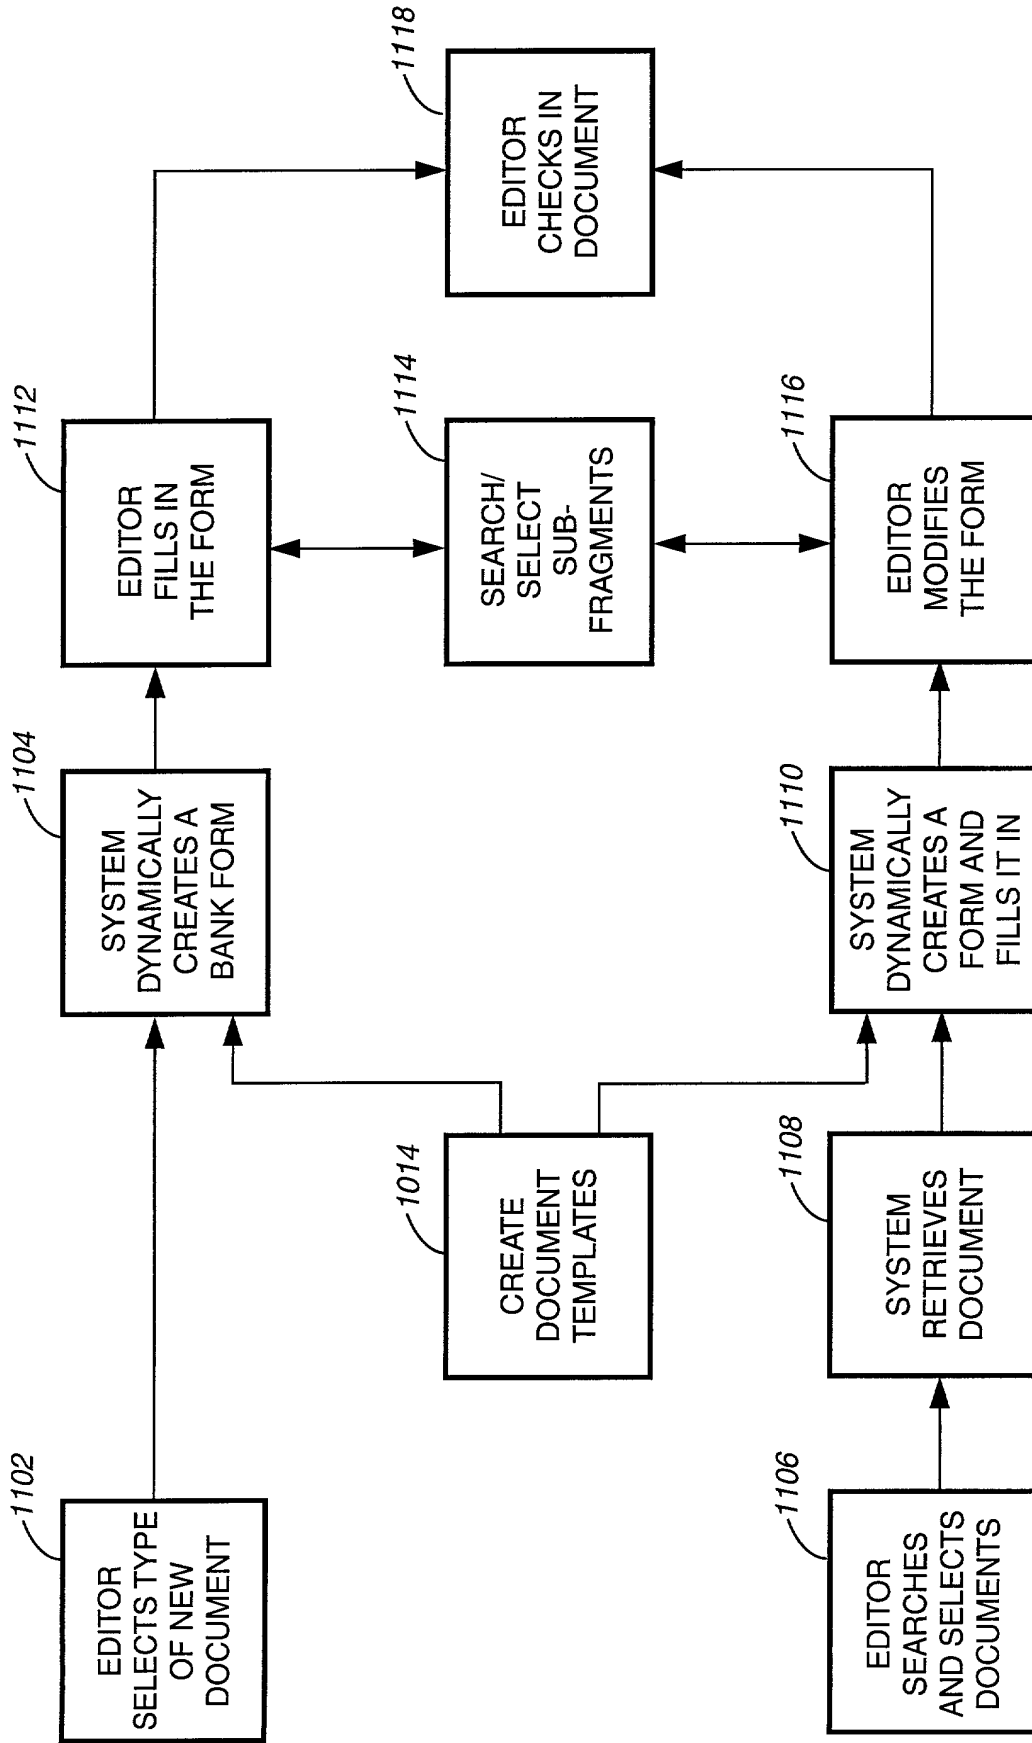 1102
EDITOR
SELECTS TYPE
OF NEW
DOCUMENT
1104
SYSTEM
DYNAMICALLY
CREATES A
BANK FORM
1112
EDITOR
FILLS IN
THE FORM
1014
CREATE
DOCUMENT
TEMPLATES
1114
SEARCH/
SELECT
SUB-
FRAGMENTS
1118
EDITOR
CHECKS IN
DOCUMENT
1106
EDITOR
SEARCHES
AND SELECTS
DOCUMENTS
1108
SYSTEM
RETRIEVES
DOCUMENT
1110
SYSTEM
DYNAMICALLY
CREATES A
FORM AND
FILLS IT IN
1116
EDITOR
MODIFIES
THE FORM